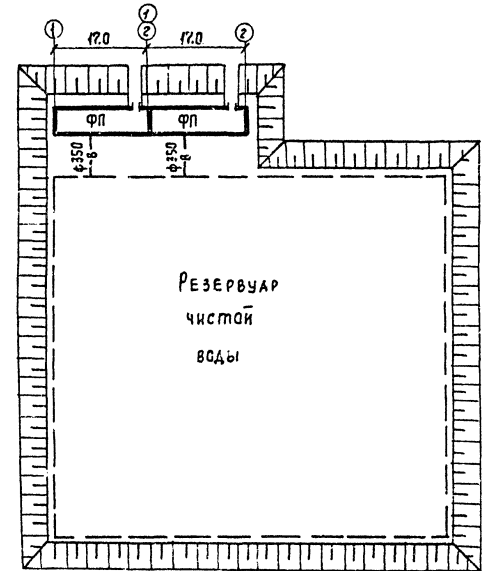 1
1
2
2
17.0
17.0
ФП
ФП
ф350
-в-
ф350
-в-
РЕЗЕРВУАР
чистой
воды